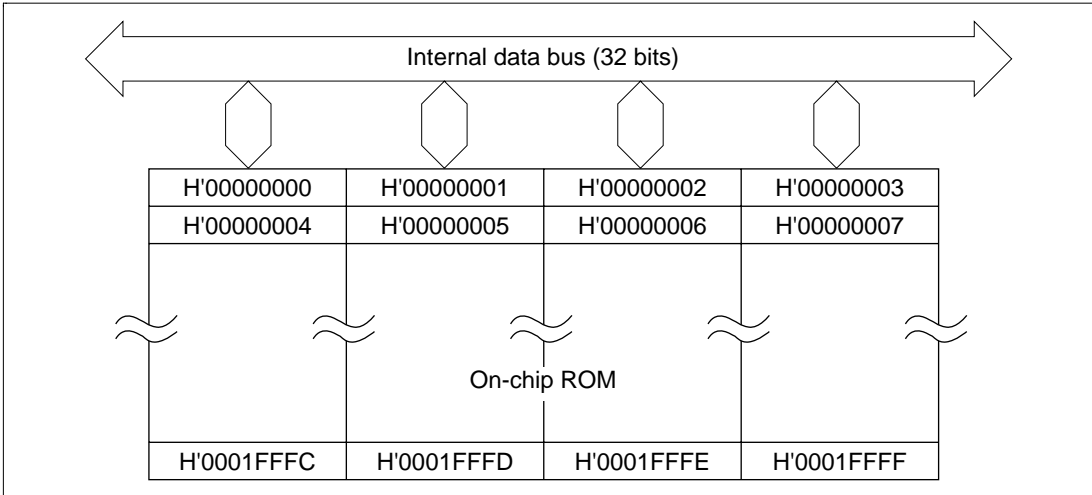 Internal data bus (32 bits)
H'00000000 H'00000001 H'00000002 H'00000003
H'00000004 H'00000005 H'00000006 H'00000007
On-chip ROM
H'0001FFFC H'0001FFFD H'0001FFFE H'0001FFFF